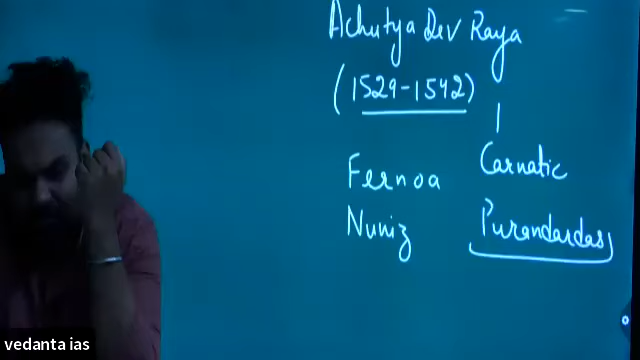 Achutya Dev Raya
(1529-1542)
Carnatic
Fernoa
Nuniz
Purandardas
vedanta ias